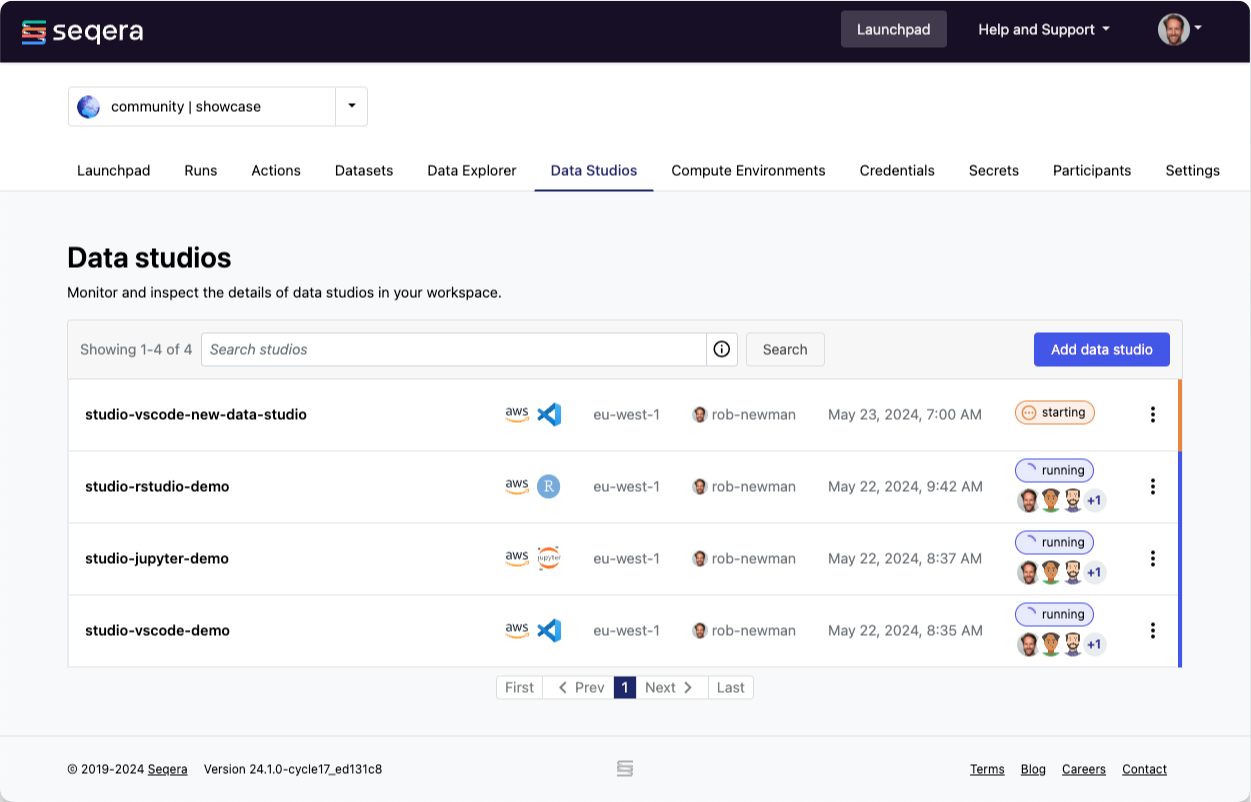 seqera Launchpad Help and Support
community | showcase
Launchpad Runs Actions Datasets Data Explorer Data Studios Compute Environments Credentials Secrets Participants Settings
Data studios
Monitor and inspect the details of data studios in your workspace.
Showing 1-4 of 4 Search studios Search Add data studio
studio-vscode-new-data-studio aws eu-west-1 rob-newman May 23, 2024, 7:00 AM starting
studio-rstudio-demo aws R eu-west-1 rob-newman May 22, 2024, 9:42 AM running
+1
studio-jupyter-demo aws jupyter eu-west-1 rob-newman May 22, 2024, 8:37 AM running
+1
studio-vscode-demo aws eu-west-1 rob-newman May 22, 2024, 8:35 AM running
+1
First Prev 1 Next Last
© 2019-2024 Seqera Version 24.1.0-cycle17_ed131c8 Terms Blog Careers Contact